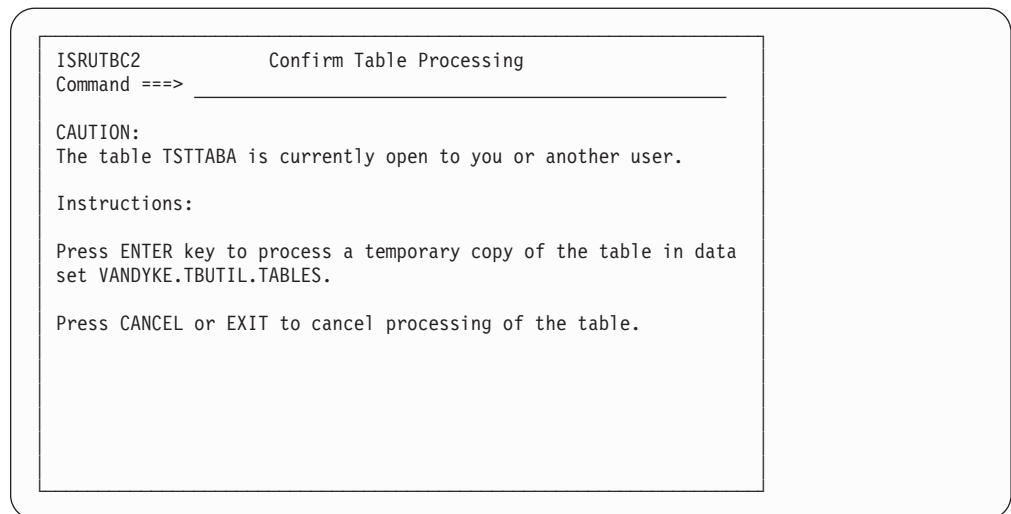 ISRUTBC2 Confirm Table Processing
Command ===>
CAUTION:
The table TSTTABA is currently open to you or another user.
Instructions:
Press ENTER key to process a temporary copy of the table in data
set VANDYKE.TBUTIL.TABLES.
Press CANCEL or EXIT to cancel processing of the table.